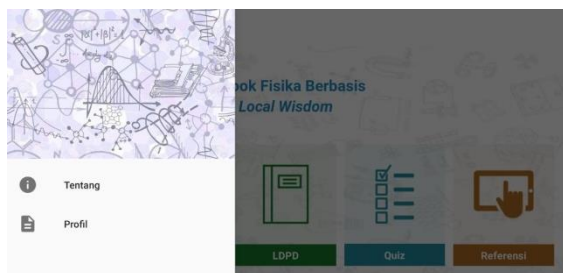 Tentang
Profil
ook Fisika Berbasis
Local Wisdom
LDPD
Quiz
Referensi